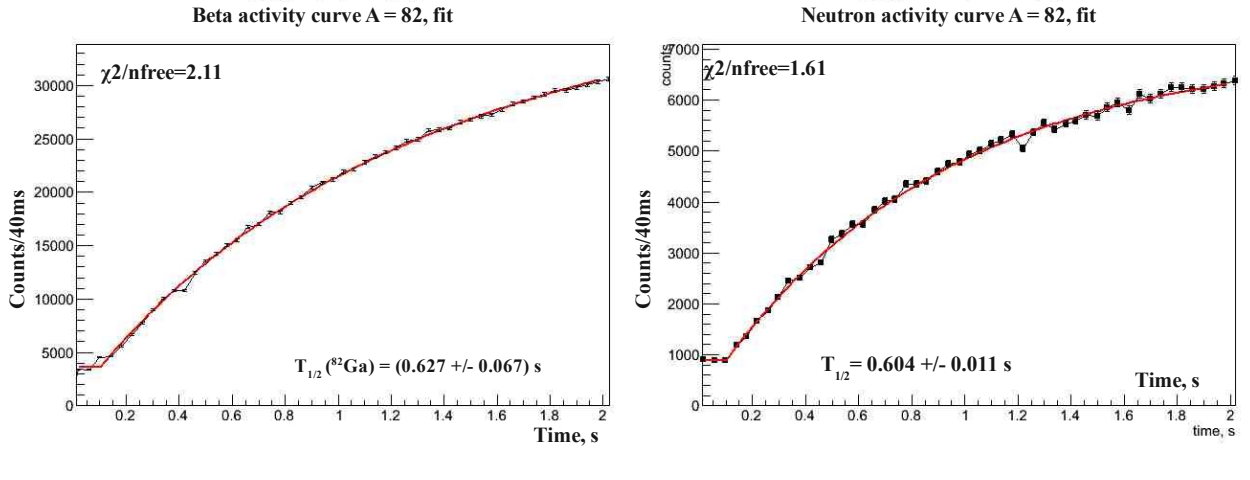 Beta activity curve A = 82, fit
χ2/nfree=2.11
Counts/40ms
30000
25000
20000
15000
10000
5000
0
T1/2 (82Ga) = (0.627 +/- 0.067) s
0.2 0.4 0.6 0.8 1 1.2 1.4 1.6 1.8 2
Time, s
Neutron activity curve A = 82, fit
counts
χ2/nfree=1.61
Counts/40ms
7000
6000
5000
4000
3000
2000
1000
0
T1/2= 0.604 +/- 0.011 s
Time, s
0.2 0.4 0.6 0.8 1 1.2 1.4 1.6 1.8 2
time, s